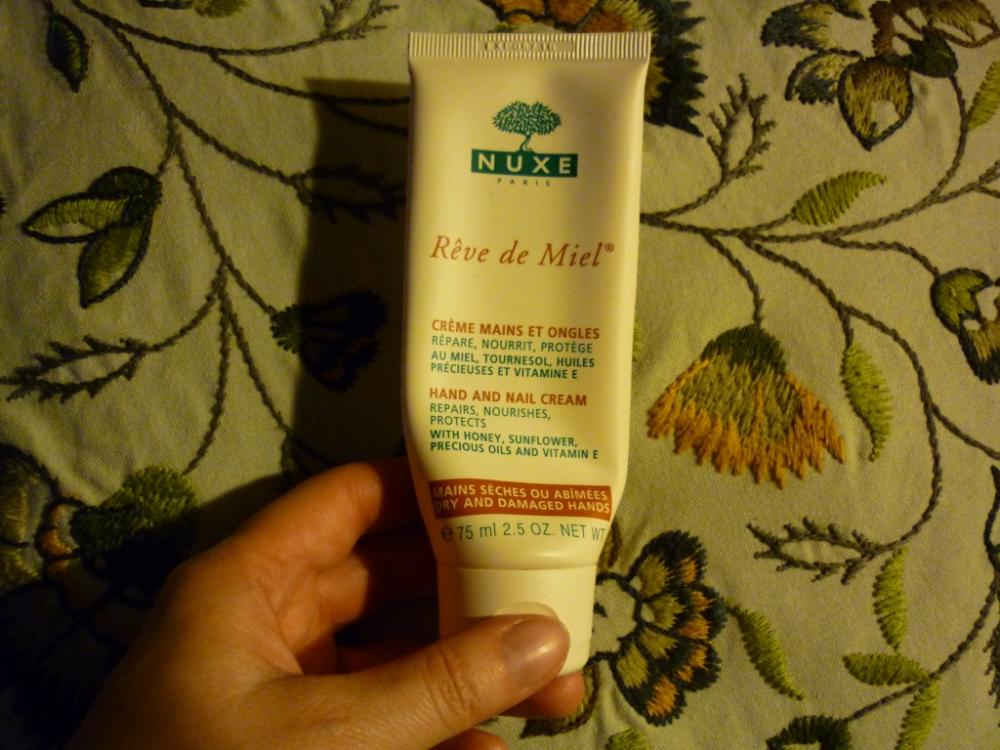 NUXE
PARIS
Rêve de Miel®
CRÈME MAINS ET ONGLES
RÉPARE, NOURRIT, PROTÈGE
AU MIEL, TOURNESOL, HUILES
PRÉCIEUSES ET VITAMINE E
HAND AND NAIL CREAM
REPAIRS, NOURISHES,
PROTECTS
WITH HONEY, SUNFLOWER,
PRECIOUS OILS AND VITAMIN E
MAINS SÈCHES OU ABÎMÉES
DRY AND DAMAGED HANDS
℮ 75 ml 2.5 OZ. NET WT